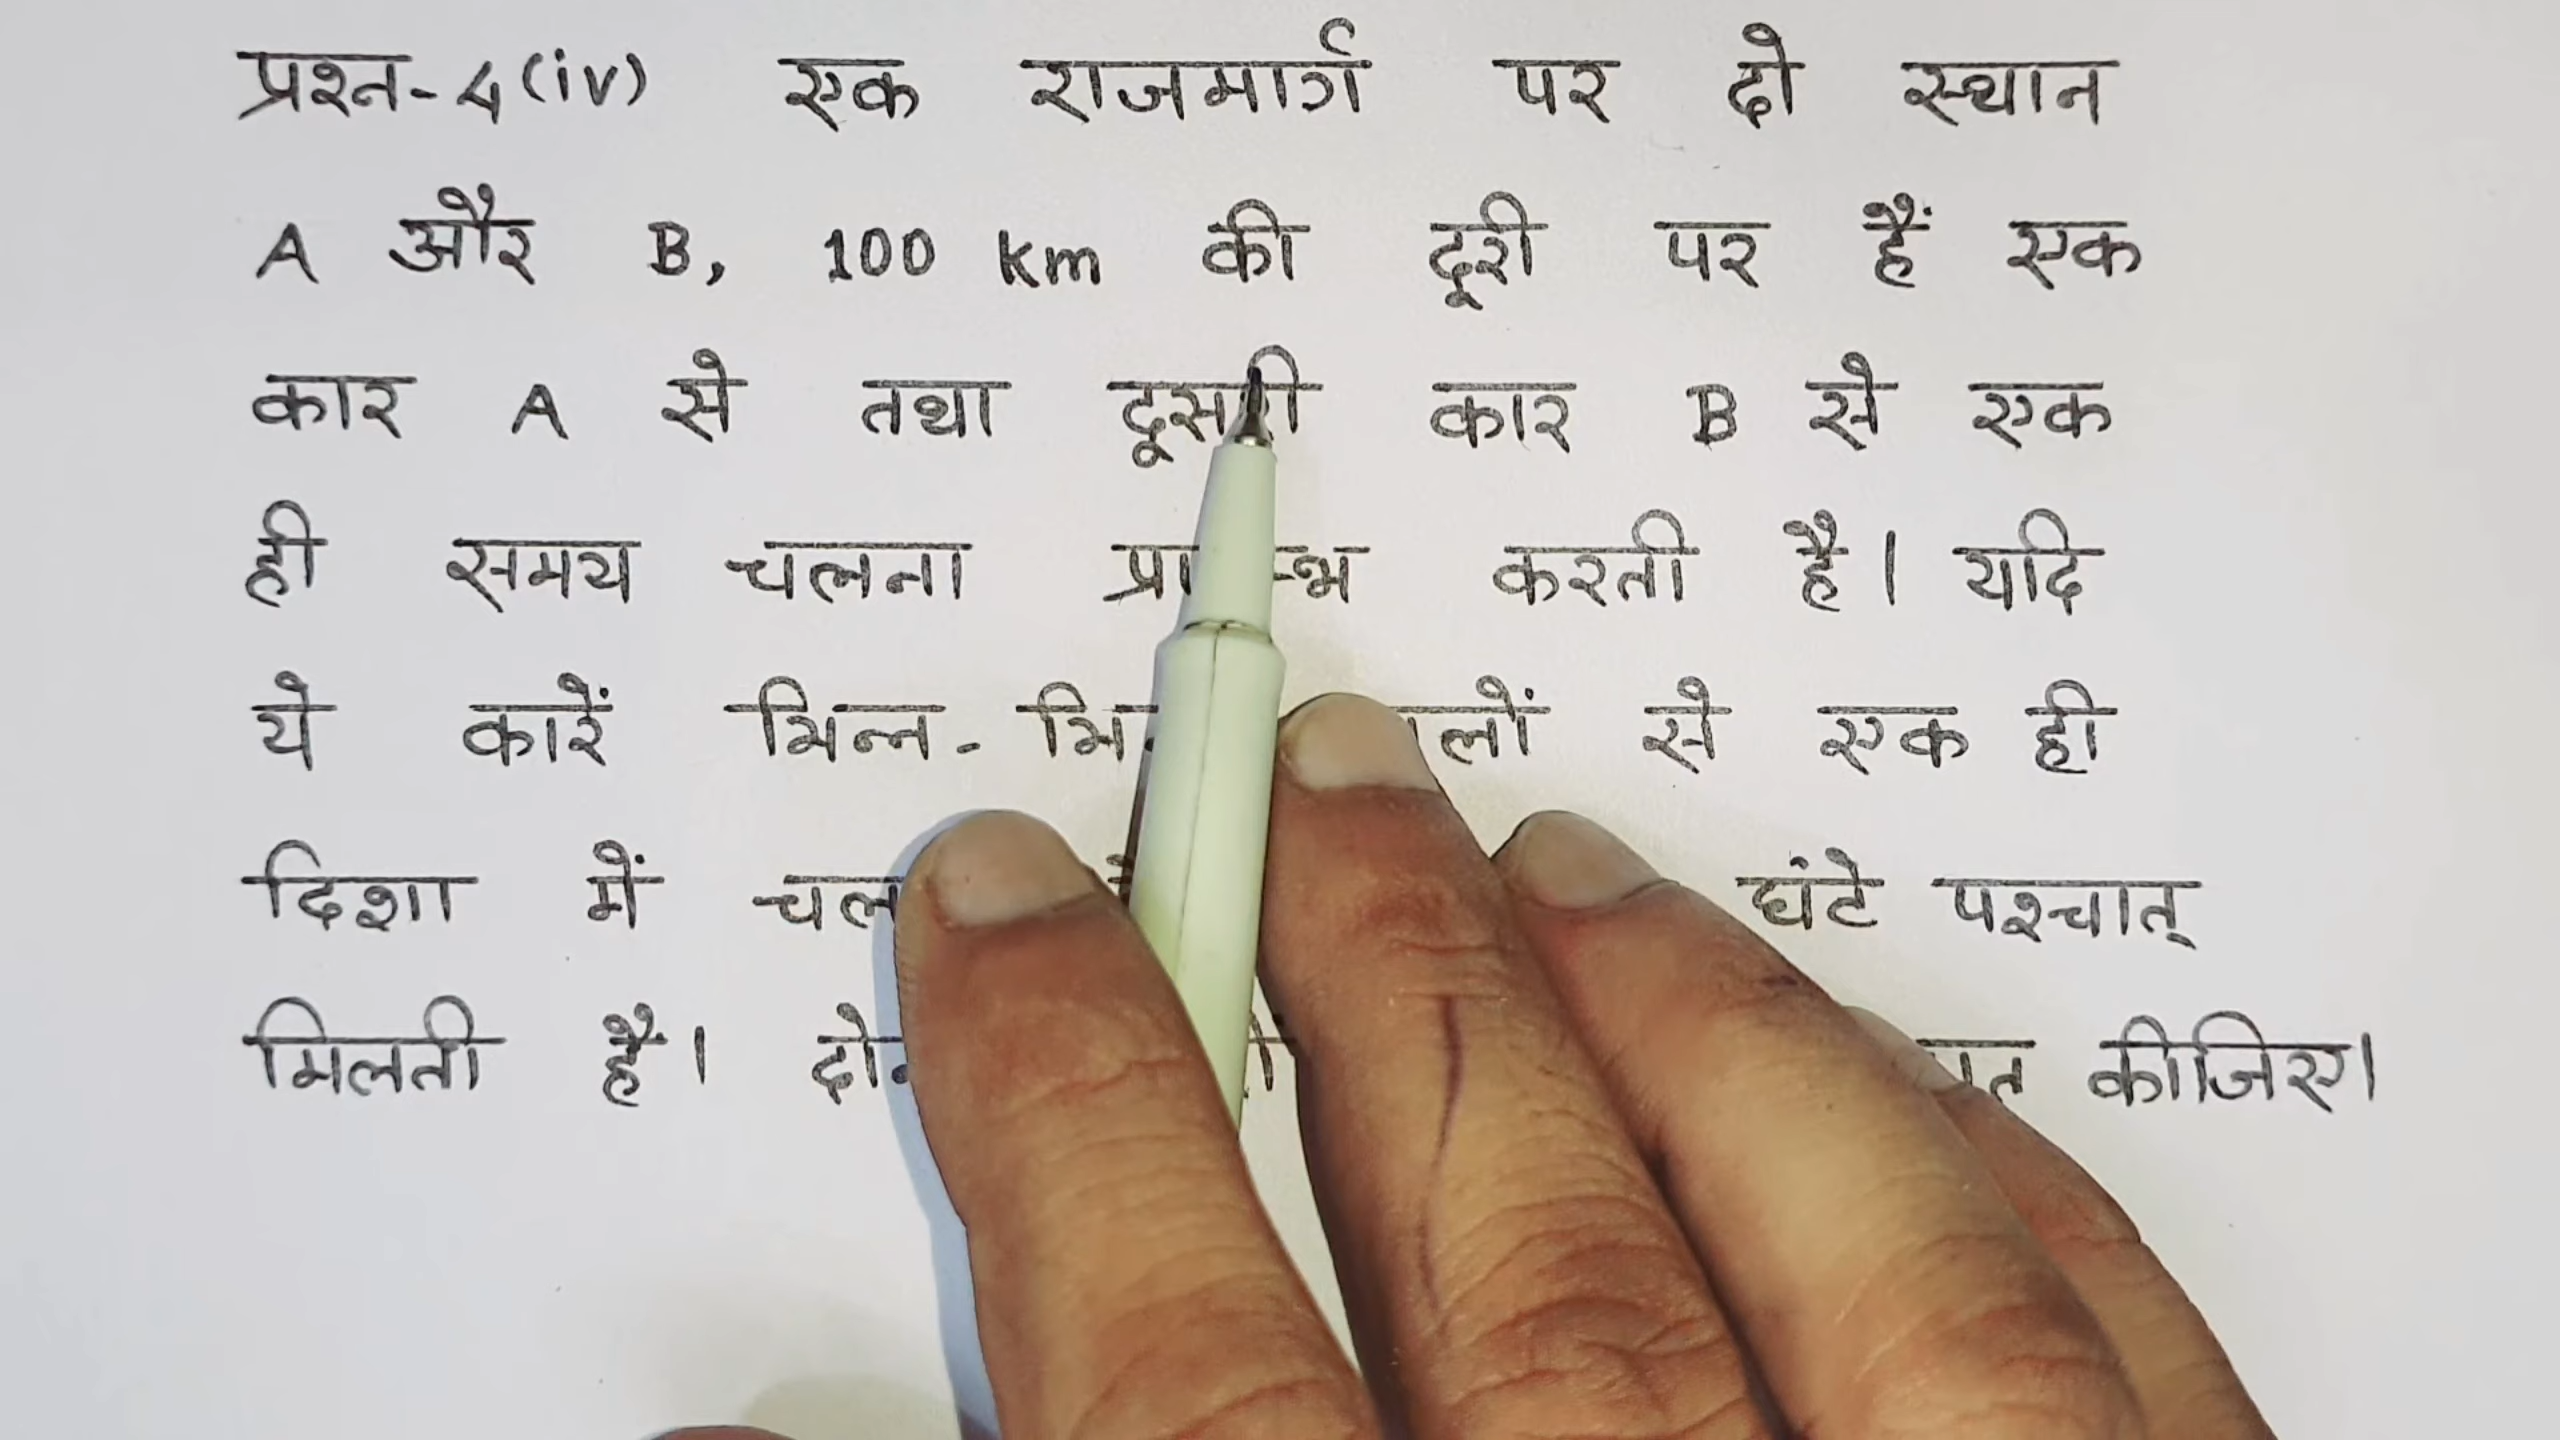 प्रश्न-4(iv) एक राजमार्ग पर दो स्थान
A और B, 100 km की दूरी पर हैं एक
कार A से तथा दूसरी कार B से एक
ही समय चलना करती है। यदि
ये कारें भिन्न- से एक ही
दिशा में घंटे पश्चात्
मिलती है। कीजिए।